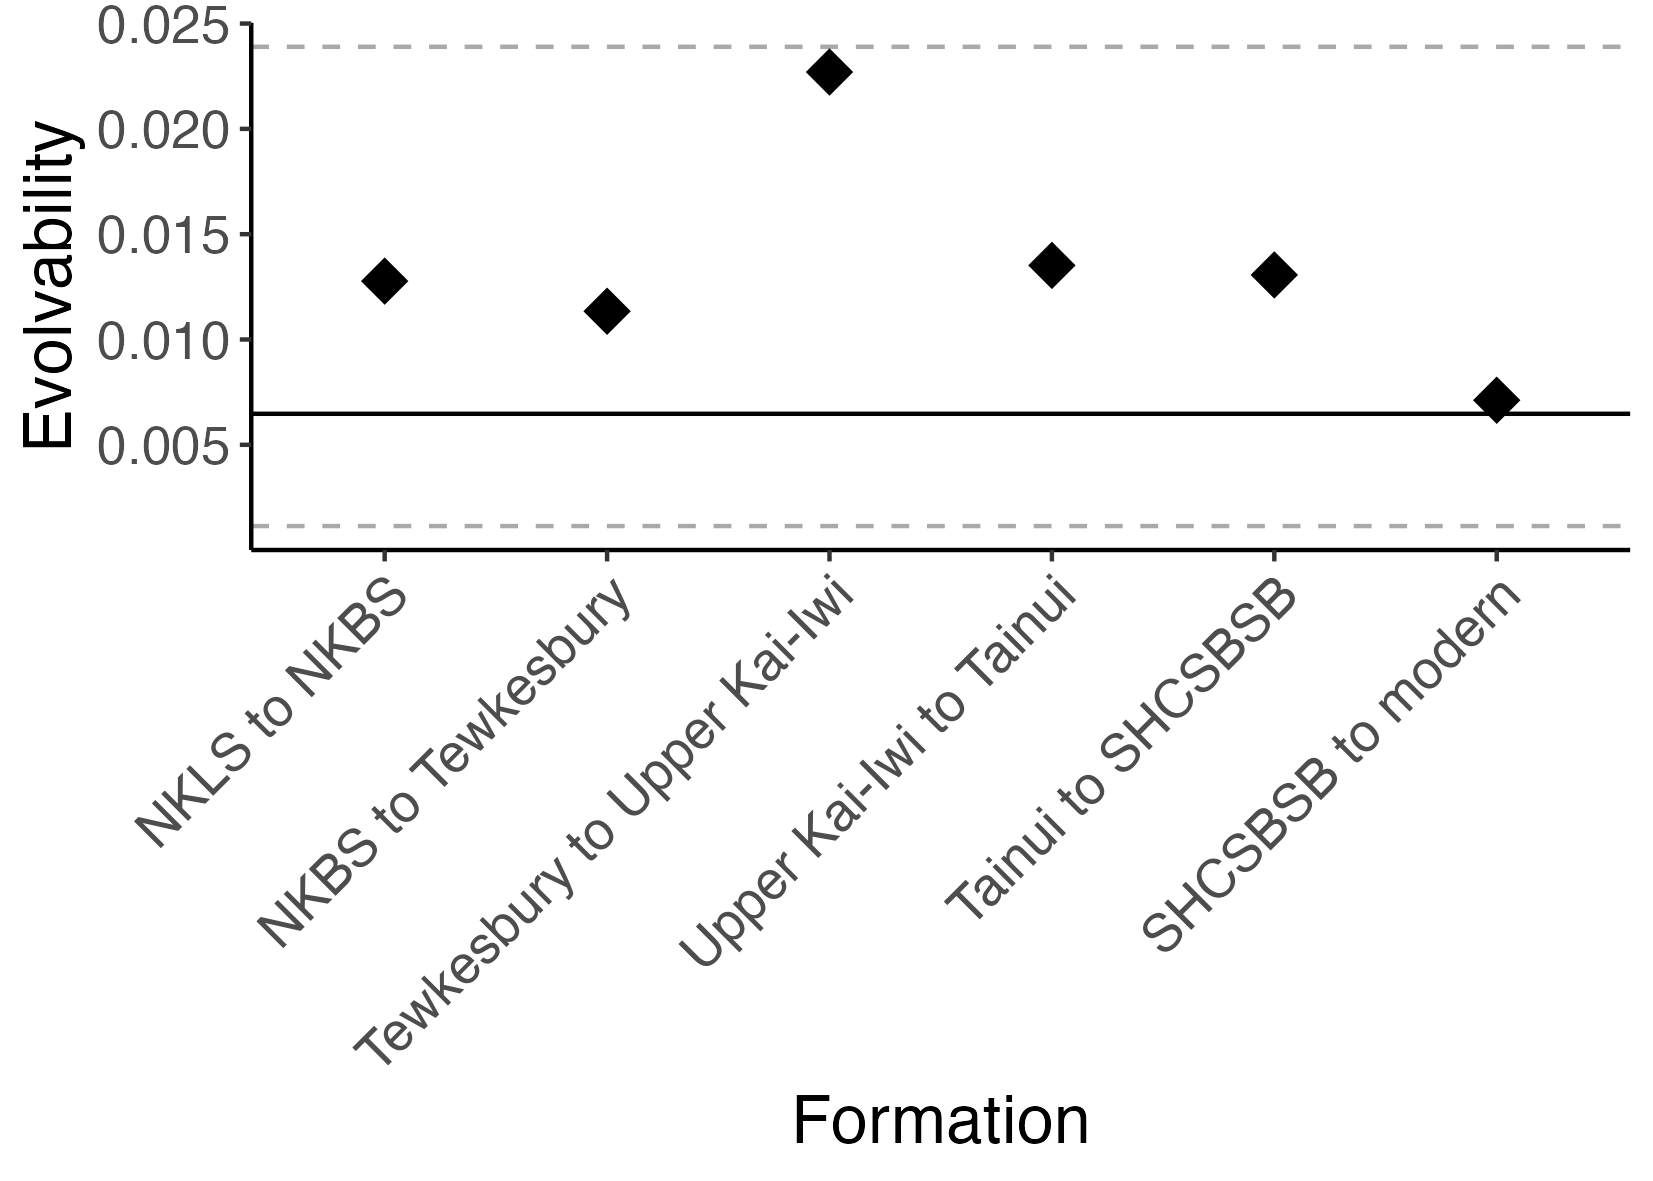 Evolvability
0.025
0.020
0.015
0.010
0.005
NKLS to NKBS
NKBS to Tewkesbury
Tewkesbury to Upper Kai-Iwi
Upper Kai-Iwi to Tainui
Tainui to SHCSBSB
SHCSBSB to modern
Formation